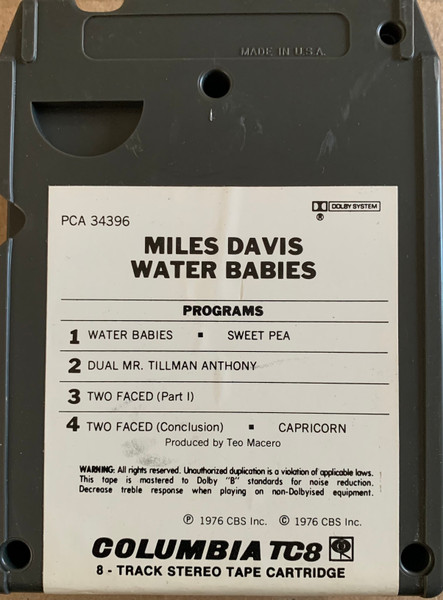 MADE IN U.S.A.
PCA 34396
DOLBY SYSTEM
®
MILES DAVIS
WATER BABIES
PROGRAMS
1 WATER BABIES ▪ SWEET PEA
2 DUAL MR. TILLMAN ANTHONY
3 TWO FACED (Part I)
4 TWO FACED (Conclusion) ▪ CAPRICORN
Produced by Teo Macero
WARNING: All rights reserved. Unauthorized duplication is a violation of applicable laws.
This tape is mastered to Dolby "B" standards for noise reduction.
Decrease treble response when playing on non-Dolbyised equipment.
℗ 1976 CBS Inc. © 1976 CBS Inc.
COLUMBIA TC8
8 - TRACK STEREO TAPE CARTRIDGE